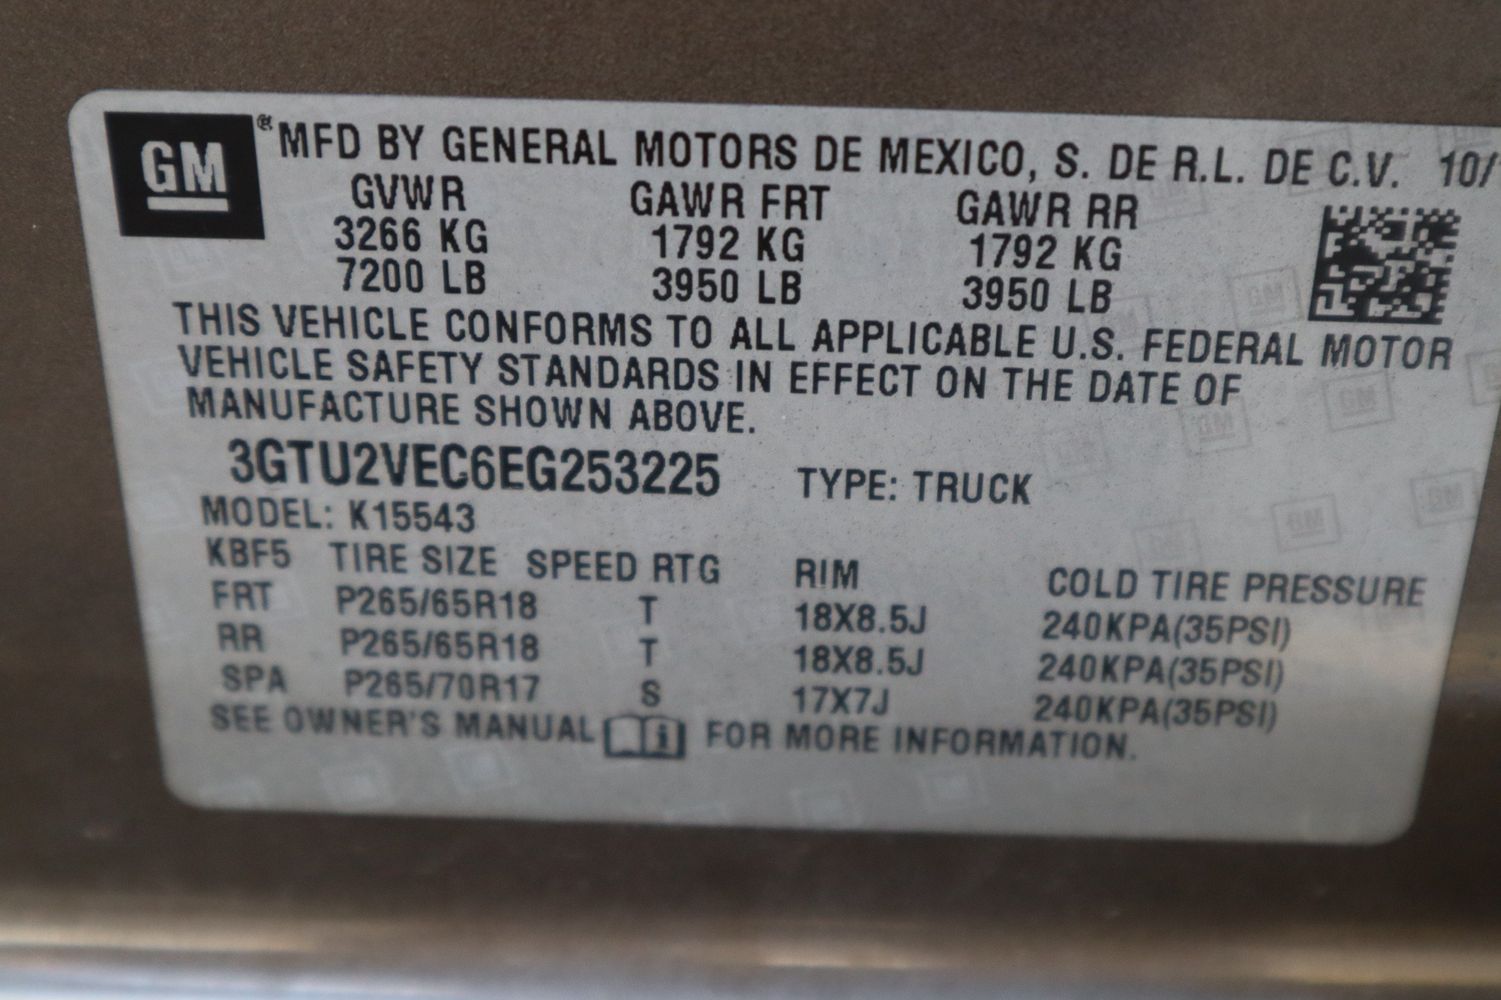 GM ® MFD BY GENERAL MOTORS DE MEXICO, S. DE R.L. DE C.V. 10/
GVWR GAWR FRT GAWR RR
3266 KG 1792 KG 1792 KG
7200 LB 3950 LB 3950 LB
THIS VEHICLE CONFORMS TO ALL APPLICABLE U.S. FEDERAL MOTOR
VEHICLE SAFETY STANDARDS IN EFFECT ON THE DATE OF
MANUFACTURE SHOWN ABOVE.
3GTU2VEC6EG253225 TYPE: TRUCK
MODEL: K15543
KBF5 TIRE SIZE SPEED RTG RIM COLD TIRE PRESSURE
FRT P265/65R18 T 18X8.5J 240KPA(35PSI)
RR P265/65R18 T 18X8.5J 240KPA(35PSI)
SPA P265/70R17 S 17X7J 240KPA(35PSI)
SEE OWNER'S MANUAL FOR MORE INFORMATION.